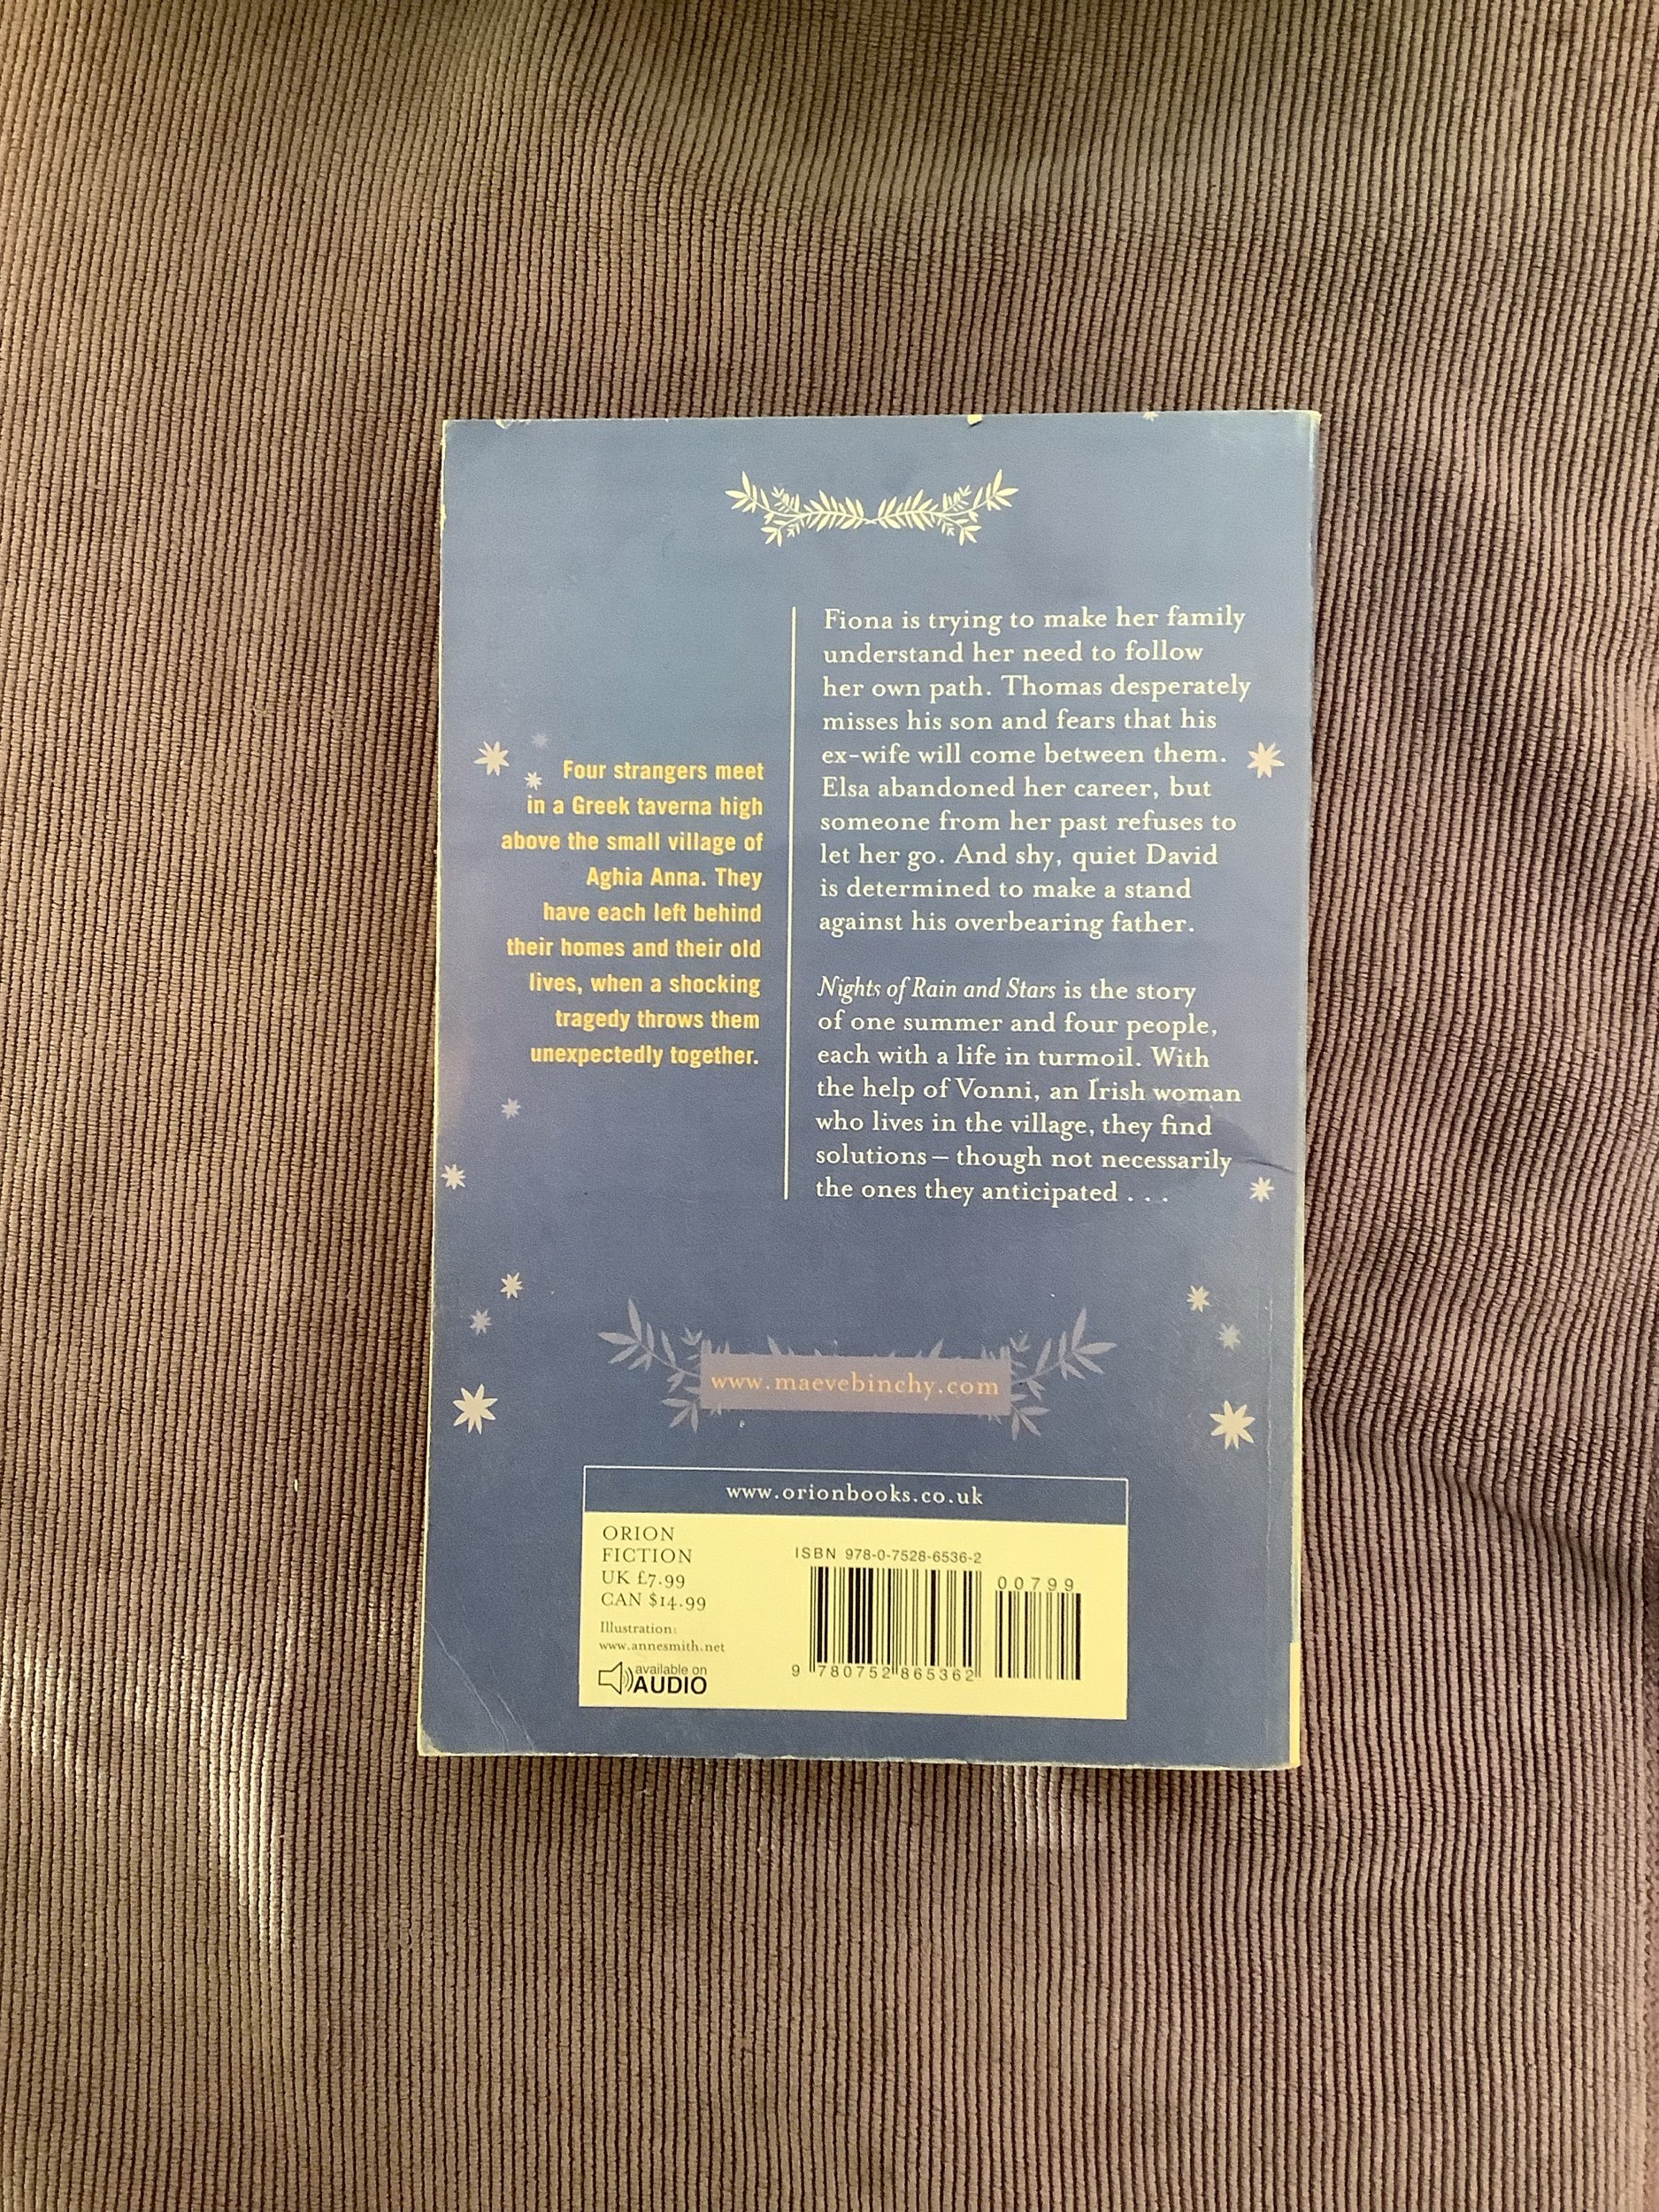 Four strangers meet
in a Greek taverna high
above the small village of
Aghia Anna. They
have each left behind
their homes and their old
lives, when a shocking
tragedy throws them
unexpectedly together.
Fiona is trying to make her family
understand her need to follow
her own path. Thomas desperately
misses his son and fears that his
ex-wife will come between them.
Elsa abandoned her career, but
someone from her past refuses to
let her go. And shy, quiet David
is determined to make a stand
against his overbearing father.
Nights of Rain and Stars is the story
of one summer and four people,
each with a life in turmoil. With
the help of Vonni, an Irish woman
who lives in the village, they find
solutions – though not necessarily
the ones they anticipated . . .
www.maevebinchy.com
www.orionbooks.co.uk
ORION
FICTION
UK £7.99
CAN $14.99
Illustration:
www.annesmith.net
available on
AUDIO
ISBN 978-0-7528-6536-2
00799
9 780752 865362